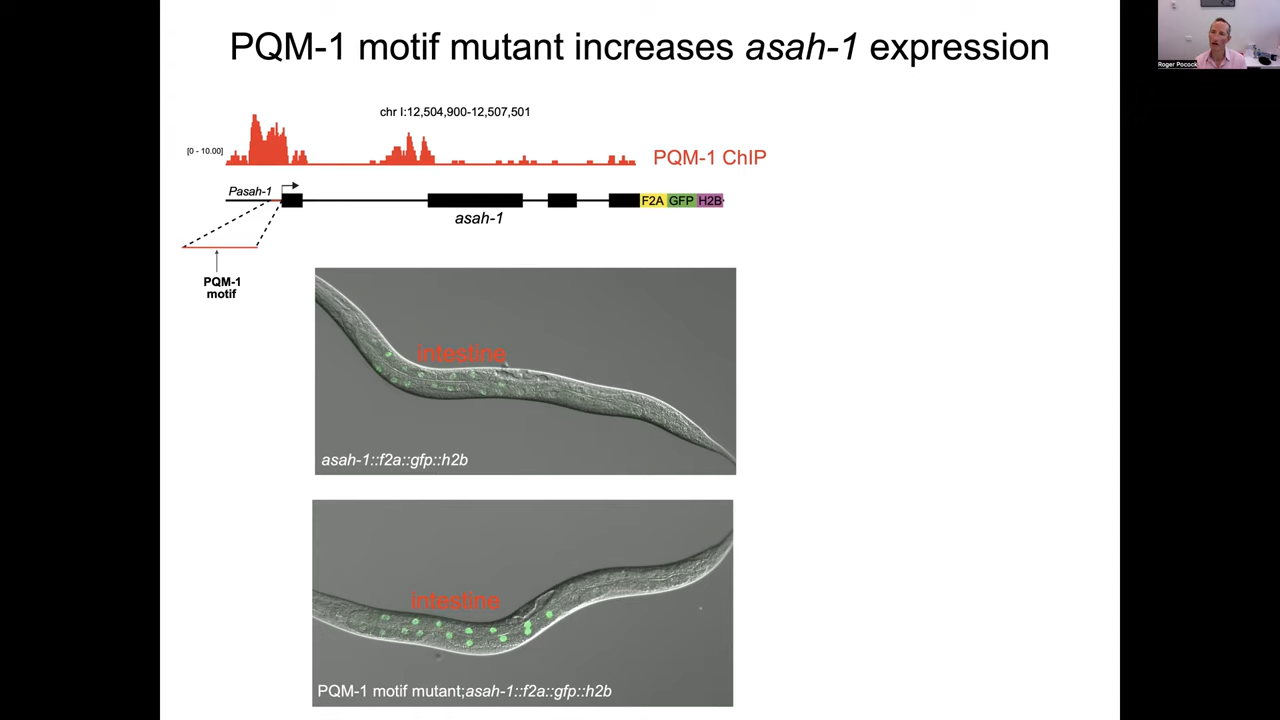 PQM-1 motif mutant increases asah-1 expression
Roger Pocock
chr I:12,504,900-12,507,501
[0 - 10.00]
PQM-1 ChIP
Pasah-1
F2A GFP H2B
asah-1
PQM-1
motif
intestine
asah-1::f2a::gfp::h2b
intestine
PQM-1 motif mutant;asah-1::f2a::gfp::h2b